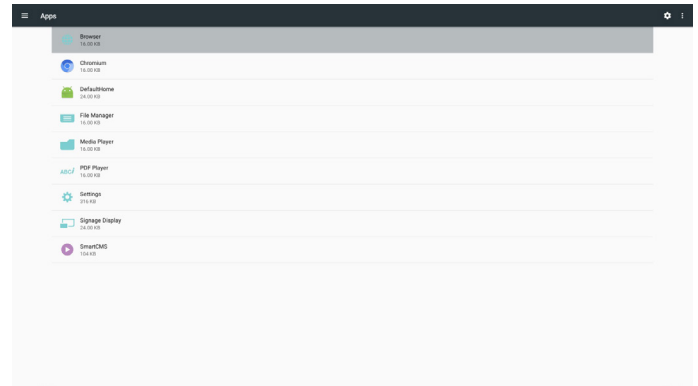 Apps
Browser
16.00 KB
Chromium
16.00 KB
DefaultHome
24.00 KB
File Manager
16.00 KB
Media Player
16.00 KB
ABC
PDF Player
16.00 KB
Settings
316 KB
Signage Display
24.00 KB
SmartCMS
104 KB